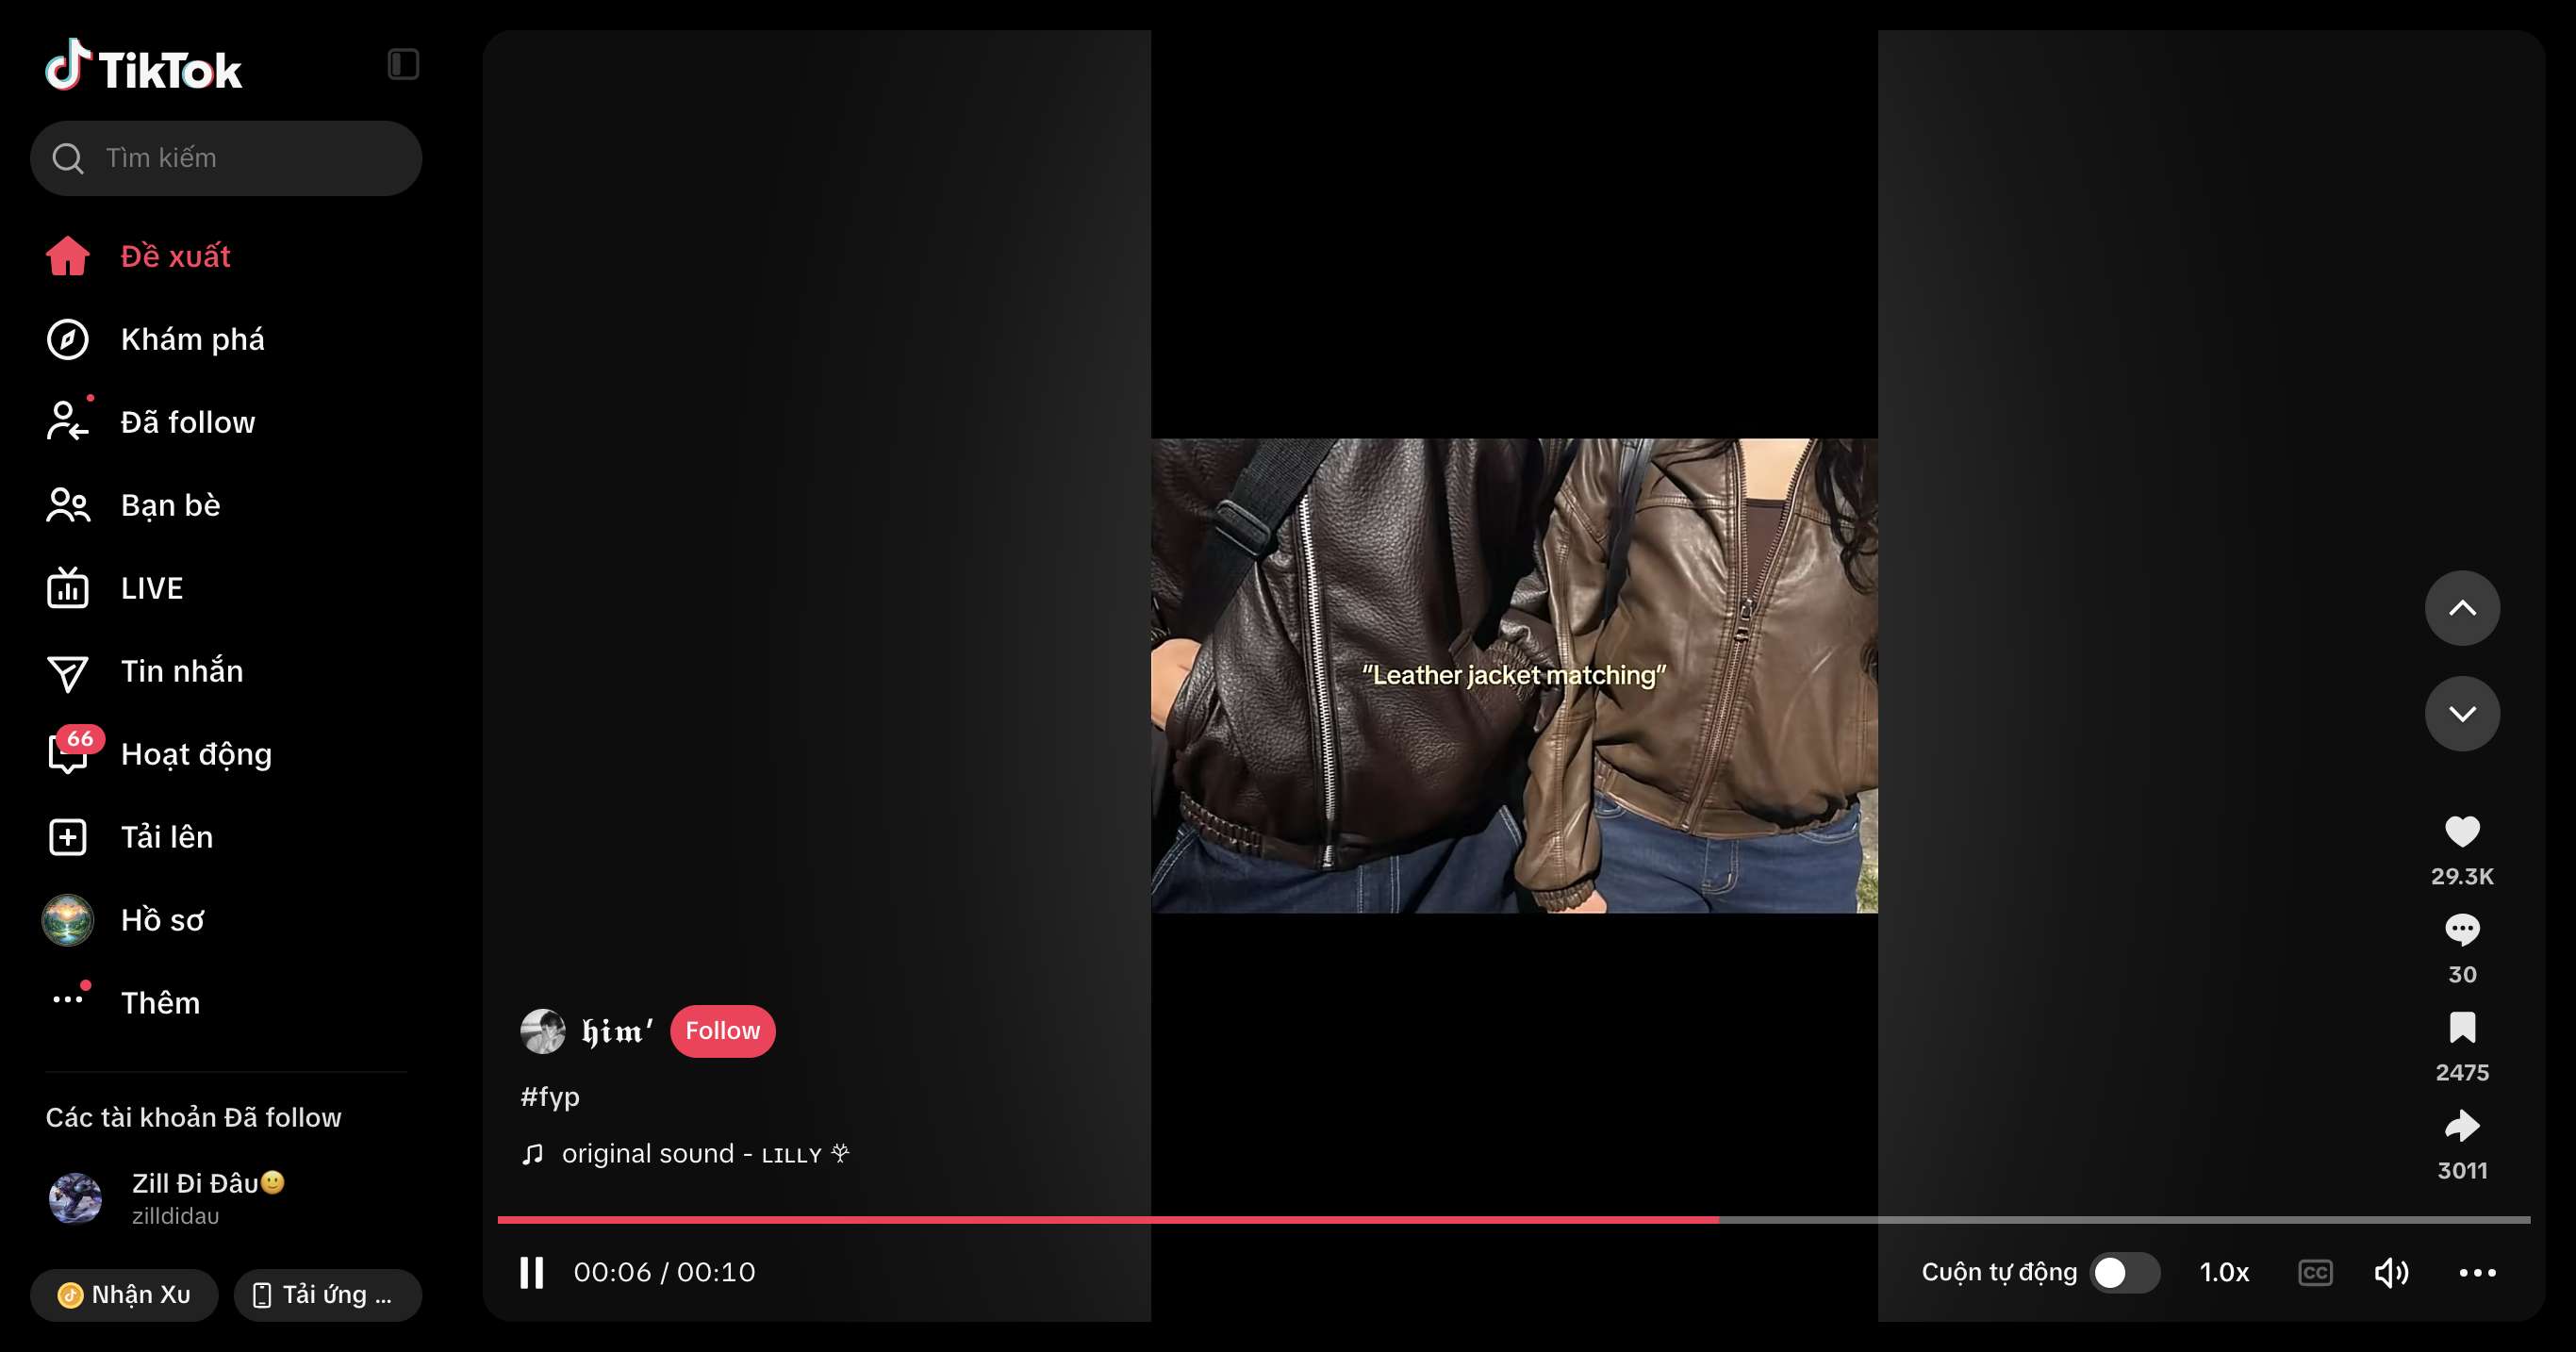 TikTok
Tìm kiếm
Đề xuất
Khám phá
Đã follow
Bạn bè
LIVE
Tin nhắn
66
Hoạt động
Tải lên
Hồ sơ
Thêm
Các tài khoản Đã follow
Zill Đi Đâu🙂
zilldidau
Nhận Xu
Tải ứng ...
"Leather jacket matching"
𝖍𝖎𝖒’
Follow
#fyp
original sound - ʟɪʟʟʏ 𖣂
00:06 / 00:10
29.3K
30
2475
3011
Cuộn tự động
1.0x
CC